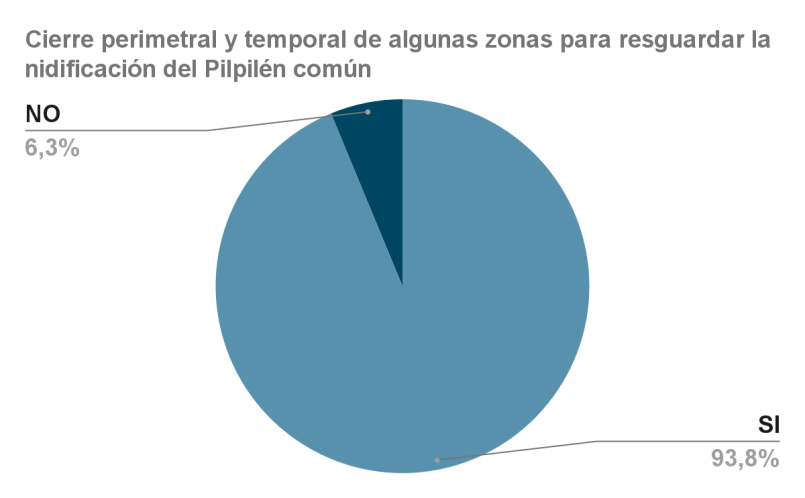 Cierre perimetral y temporal de algunas zonas para resguardar la
nidificación del Pilpilén común
NO
6,3%
SI
93,8%